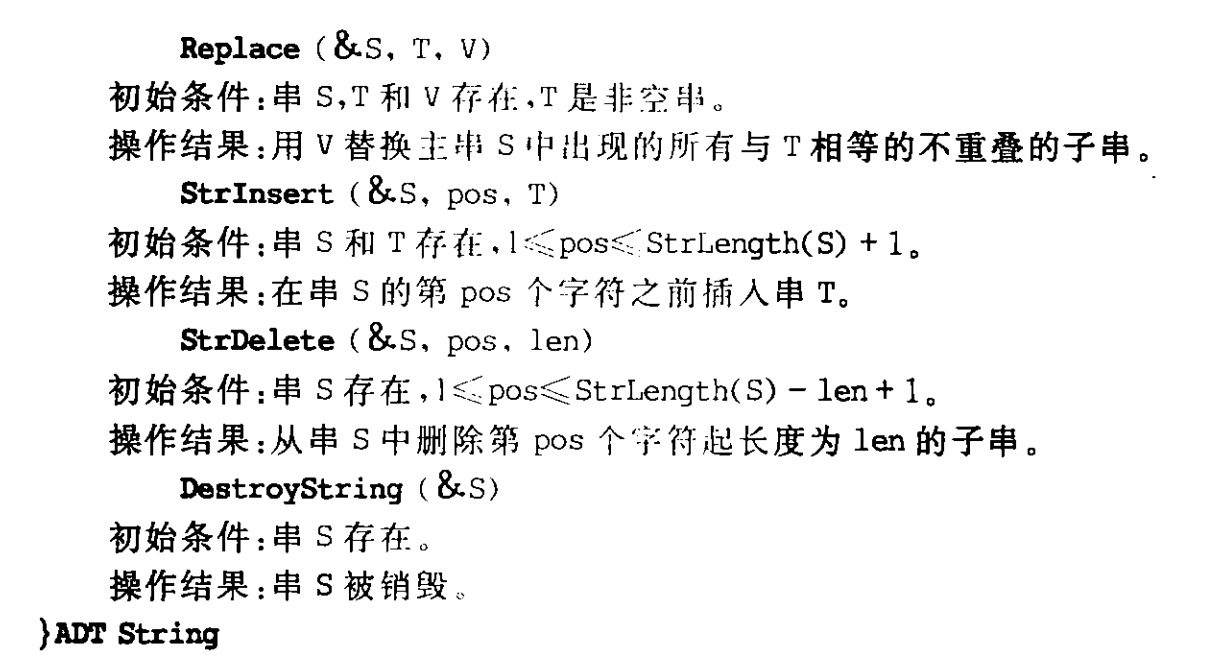 Replace (&S, T, V)
初始条件:串 S,T 和 V 存在,T 是非空串。
操作结果:用 V 替换主串 S 中出现的所有与 T 相等的不重叠的子串。
StrInsert (&S, pos, T)
初始条件:串 S 和 T 存在,1≤pos≤StrLength(S) + 1。
操作结果:在串 S 的第 pos 个字符之前插入串 T。
StrDelete (&S, pos, len)
初始条件:串 S 存在,1≤pos≤StrLength(S) - len + 1。
操作结果:从串 S 中删除第 pos 个字符起长度为 len 的子串。
DestroyString (&S)
初始条件:串 S 存在。
操作结果:串 S 被销毁。
}ADT String